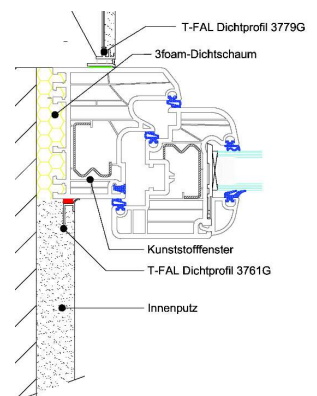 T-FAL Dichtprofil 3779G
3foam-Dichtschaum
Kunststofffenster
T-FAL Dichtprofil 3761G
Innenputz